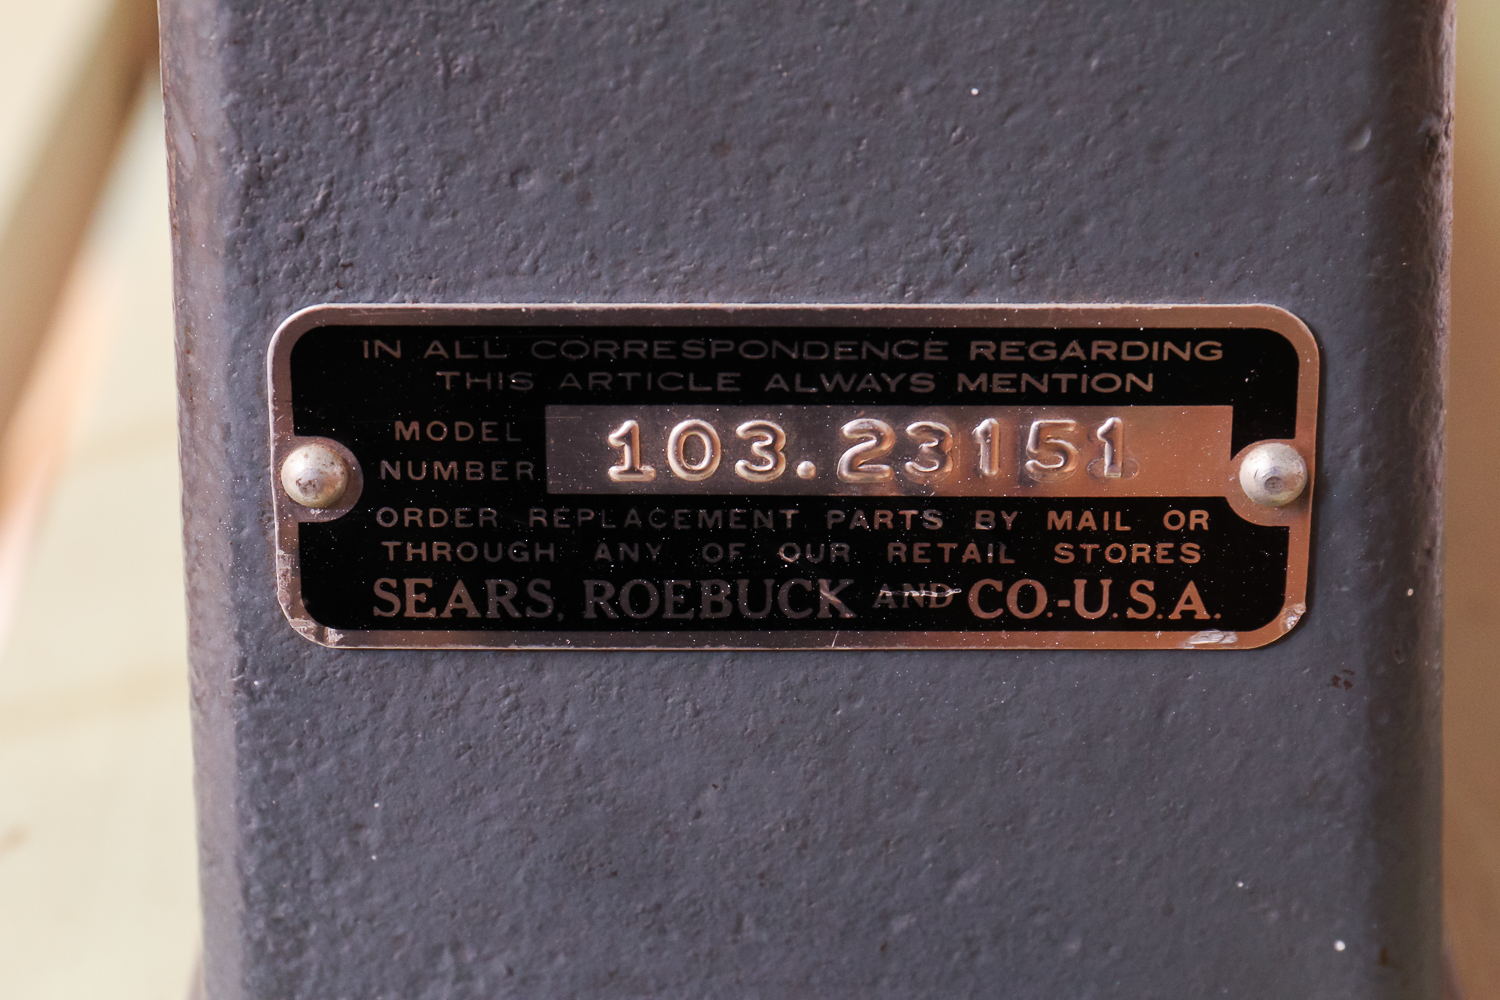 IN ALL CORRESPONDENCE REGARDING
THIS ARTICLE ALWAYS MENTION
MODEL NUMBER 103.23151
ORDER REPLACEMENT PARTS BY MAIL OR
THROUGH ANY OF OUR RETAIL STORES
SEARS, ROEBUCK AND CO.-U.S.A.